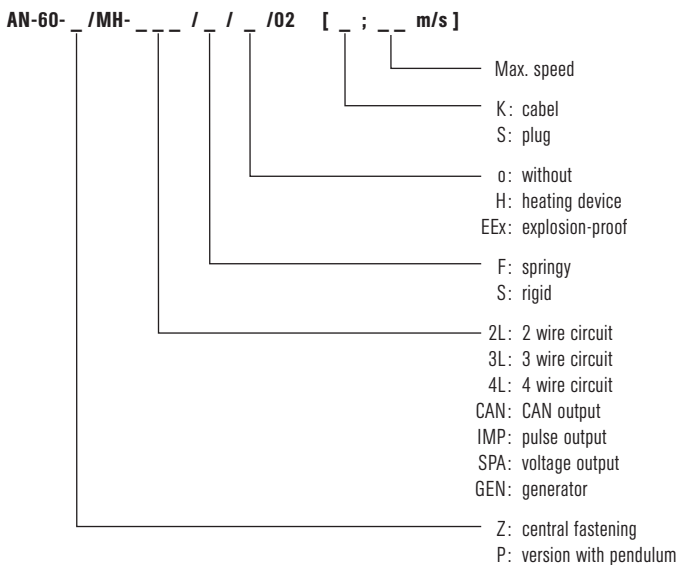 AN-60- _ /MH- _ _ _ / _ / _ /02 [ _ ; _ _ m/s ]
Max. speed
K: cabel
S: plug
o: without
H: heating device
EEx: explosion-proof
F: springy
S: rigid
2L: 2 wire circuit
3L: 3 wire circuit
4L: 4 wire circuit
CAN: CAN output
IMP: pulse output
SPA: voltage output
GEN: generator
Z: central fastening
P: version with pendulum